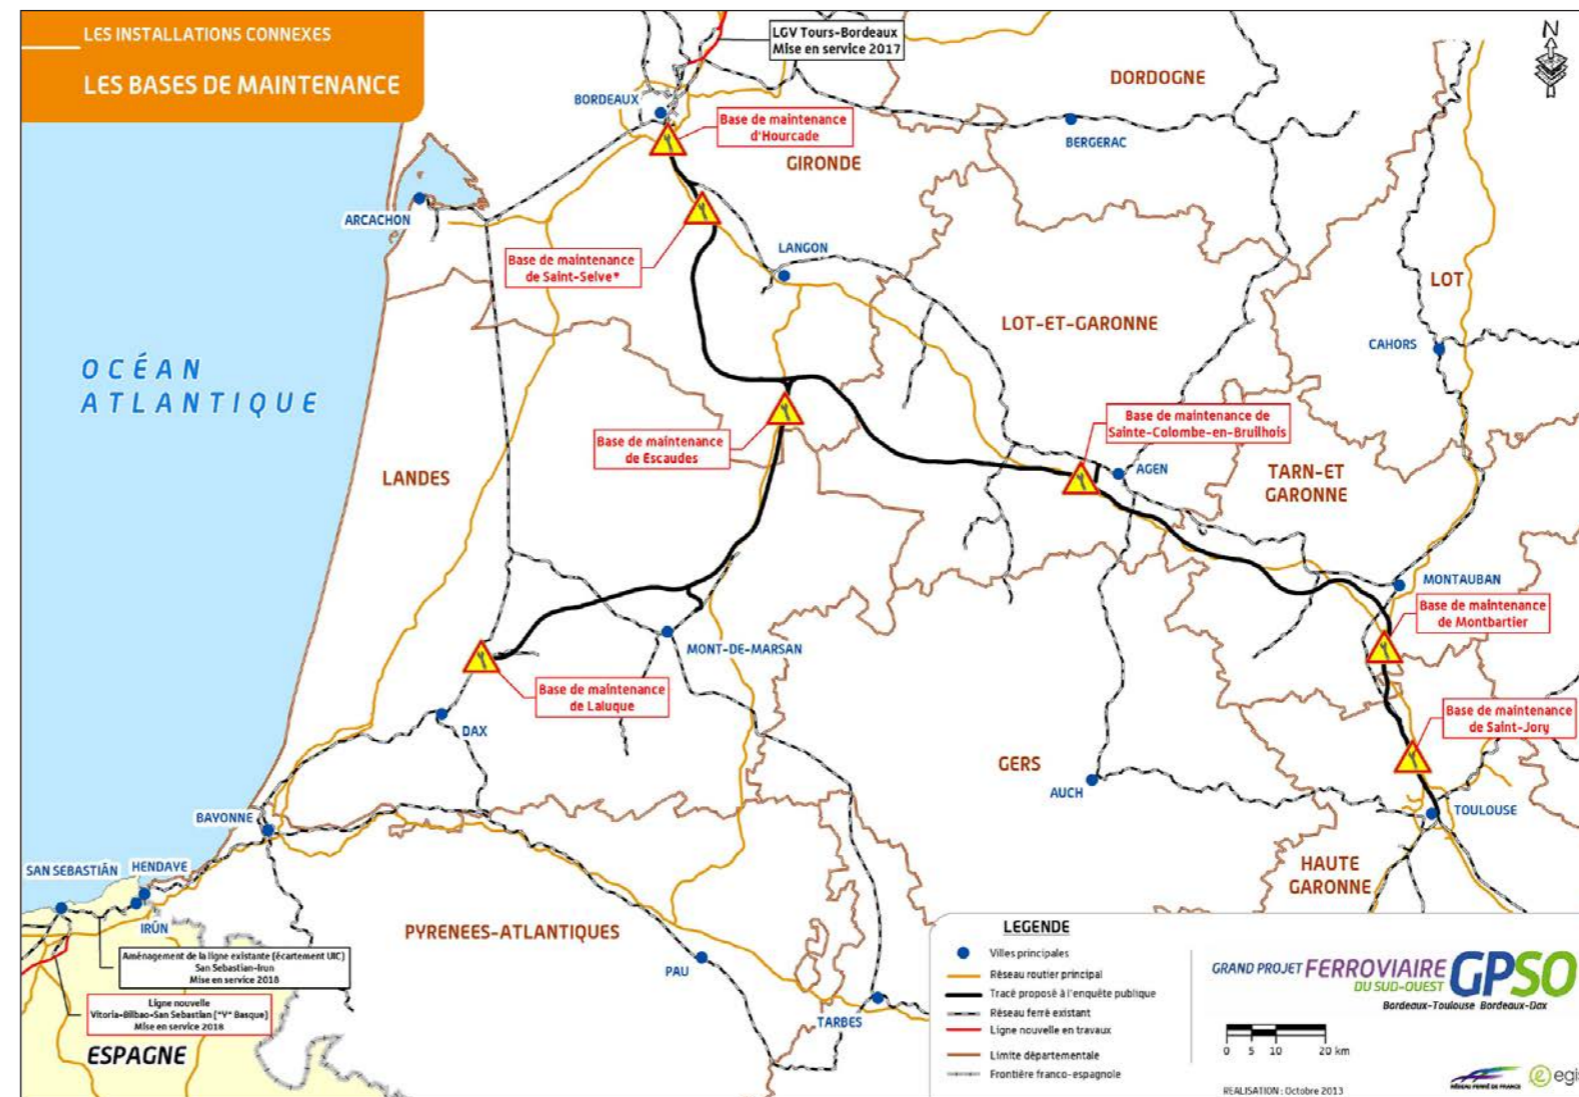 LES INSTALLATIONS CONNEXES
LES BASES DE MAINTENANCE
LGV Tours-Bordeaux
Mise en service 2017
N
DORDOGNE
BORDEAUX
Base de maintenance
d'Hourcade
BERGERAC
GIRONDE
ARCACHON
LANGON
Base de maintenance
de Saint-Selve*
LOT
LOT-ET-GARONNE
CAHORS
OCÉAN
ATLANTIQUE
Base de maintenance de
Sainte-Colombe-en-Bruilhois
Base de maintenance
de Escaudes
AGEN
TARN-ET
GARONNE
LANDES
MONTAUBAN
Base de maintenance
de Montbartier
MONT-DE-MARSAN
Base de maintenance
de Laluque
Base de maintenance
de Saint-Jory
DAX
GERS
AUCH
TOULOUSE
BAYONNE
HAUTE
GARONNE
SAN SEBASTIÂN
HENDAYE
IRÛN
PYRENEES-ATLANTIQUES
PAU
TARBES
Aménagement de la ligne existante (écartement UIC)
San Sebastian-Irun
Mise en service 2018
Ligne nouvelle
Vitoria-Bilbao-San Sebastian ("Y" Basque)
Mise en service 2018
ESPAGNE
LEGENDE
Villes principales
Réseau routier principal
Tracé proposé à l'enquête publique
Réseau ferré existant
Ligne nouvelle en travaux
Limite départementale
Frontière franco-espagnole
GRAND PROJET FERROVIAIRE
DU SUD-OUEST
GPSO
Bordeaux-Toulouse Bordeaux-Dax
0 5 10 20 km
REALISATION : Octobre 2013
RÉSEAU FERRÉ DE FRANCE
egis